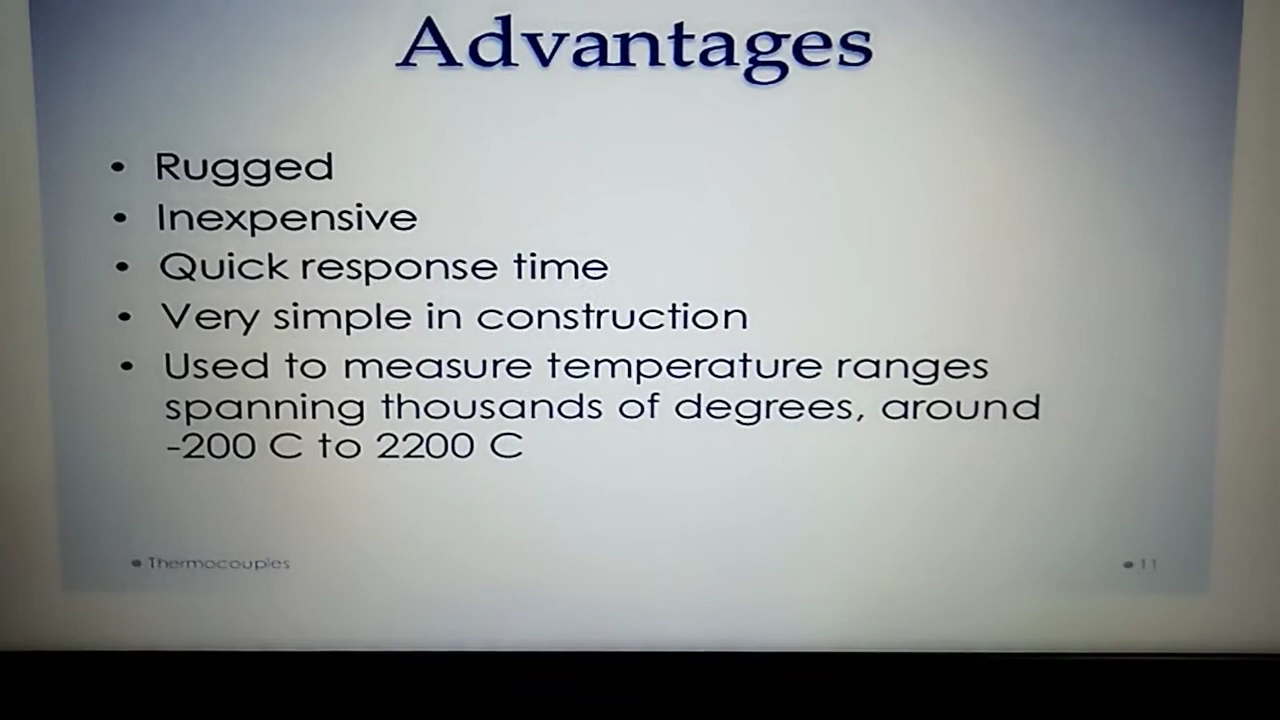 Advantages
• Rugged
• Inexpensive
• Quick response time
• Very simple in construction
• Used to measure temperature ranges
spanning thousands of degrees, around
-200 C to 2200 C
• Thermocouples
• 11